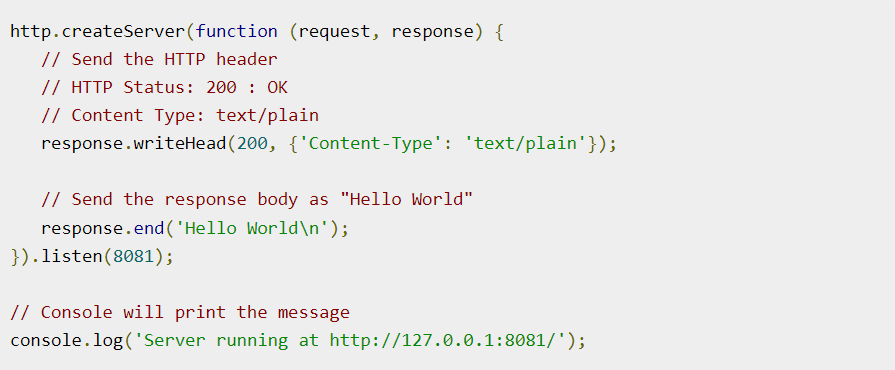 http.createServer(function (request, response) {
   // Send the HTTP header
   // HTTP Status: 200 : OK
   // Content Type: text/plain
   response.writeHead(200, {'Content-Type': 'text/plain'});

   // Send the response body as "Hello World"
   response.end('Hello World\n');
}).listen(8081);

// Console will print the message
console.log('Server running at http://127.0.0.1:8081/');